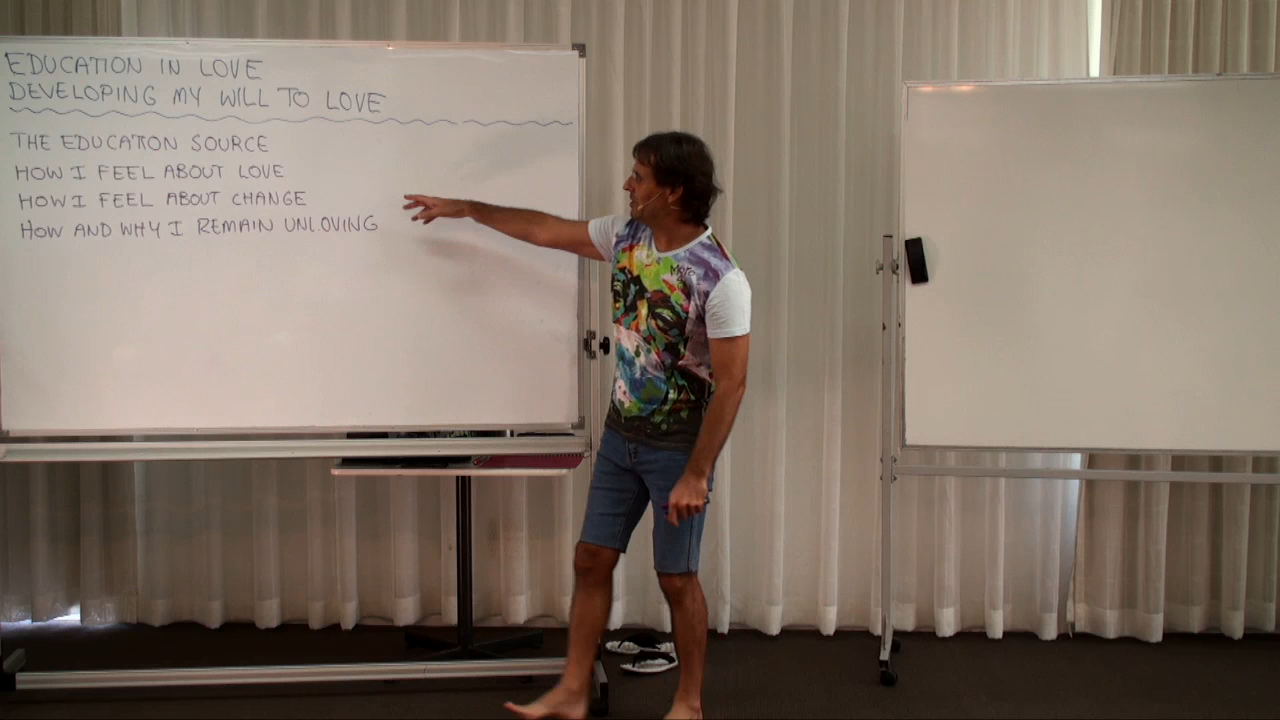 EDUCATION IN LOVE
DEVELOPING MY WILL TO LOVE
THE EDUCATION SOURCE
HOW I FEEL ABOUT LOVE
HOW I FEEL ABOUT CHANGE
HOW AND WHY I REMAIN UNLOVING